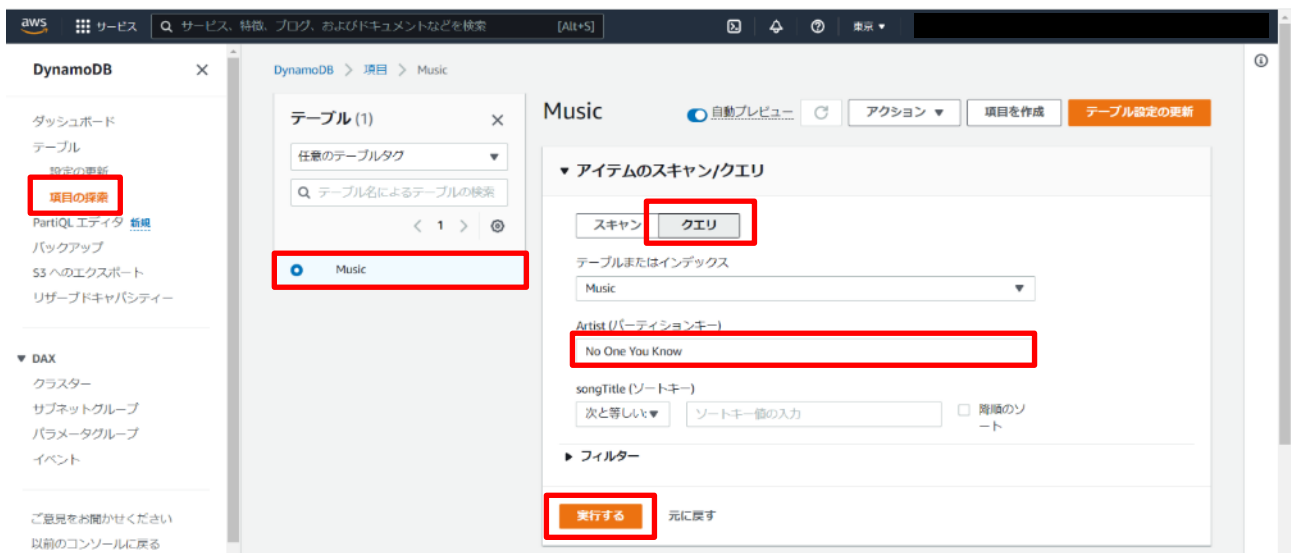 aws
サービス
サービス、特徴、ブログ、およびドキュメントなどを検索
[Alt+S]
東京 ▼
DynamoDB
ダッシュボード
テーブル
設定の更新
項目の探索
PartiQL エディタ 新規
バックアップ
S3 へのエクスポート
リザーブドキャパシティー
▼ DAX
クラスター
サブネットグループ
パラメータグループ
イベント
ご意見をお聞かせください
以前のコンソールに戻る
DynamoDB > 項目 > Music
テーブル (1)
任意のテーブルタグ
テーブル名によるテーブルの検索
< 1 >
Music
Music
自動プレビュー
アクション ▼
項目を作成
テーブル設定の更新
▼ アイテムのスキャン/クエリ
スキャン
クエリ
テーブルまたはインデックス
Music
Artist (パーティションキー)
No One You Know
songTitle (ソートキー)
次と等しい:
ソートキー値の入力
降順のソ
ート
▶ フィルター
実行する
元に戻す